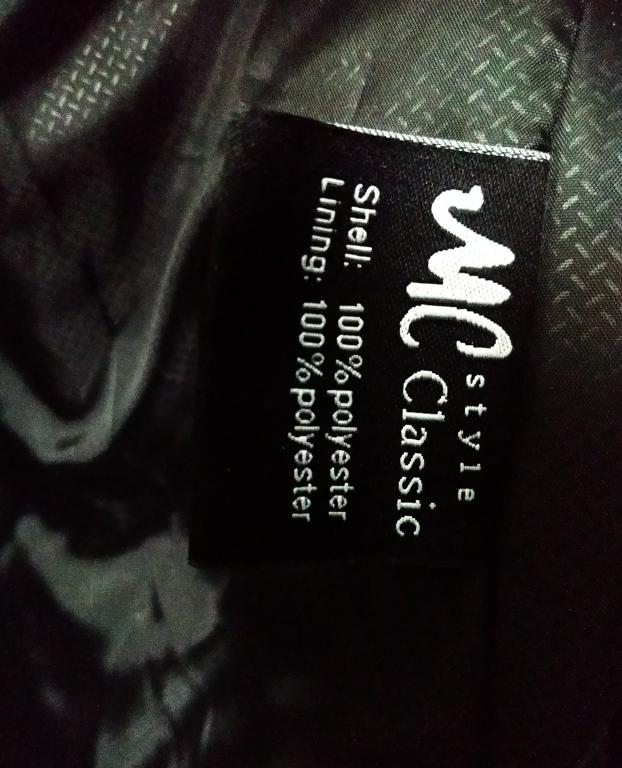 MC style
Classic
Shell: 100%polyester
Lining: 100%polyester